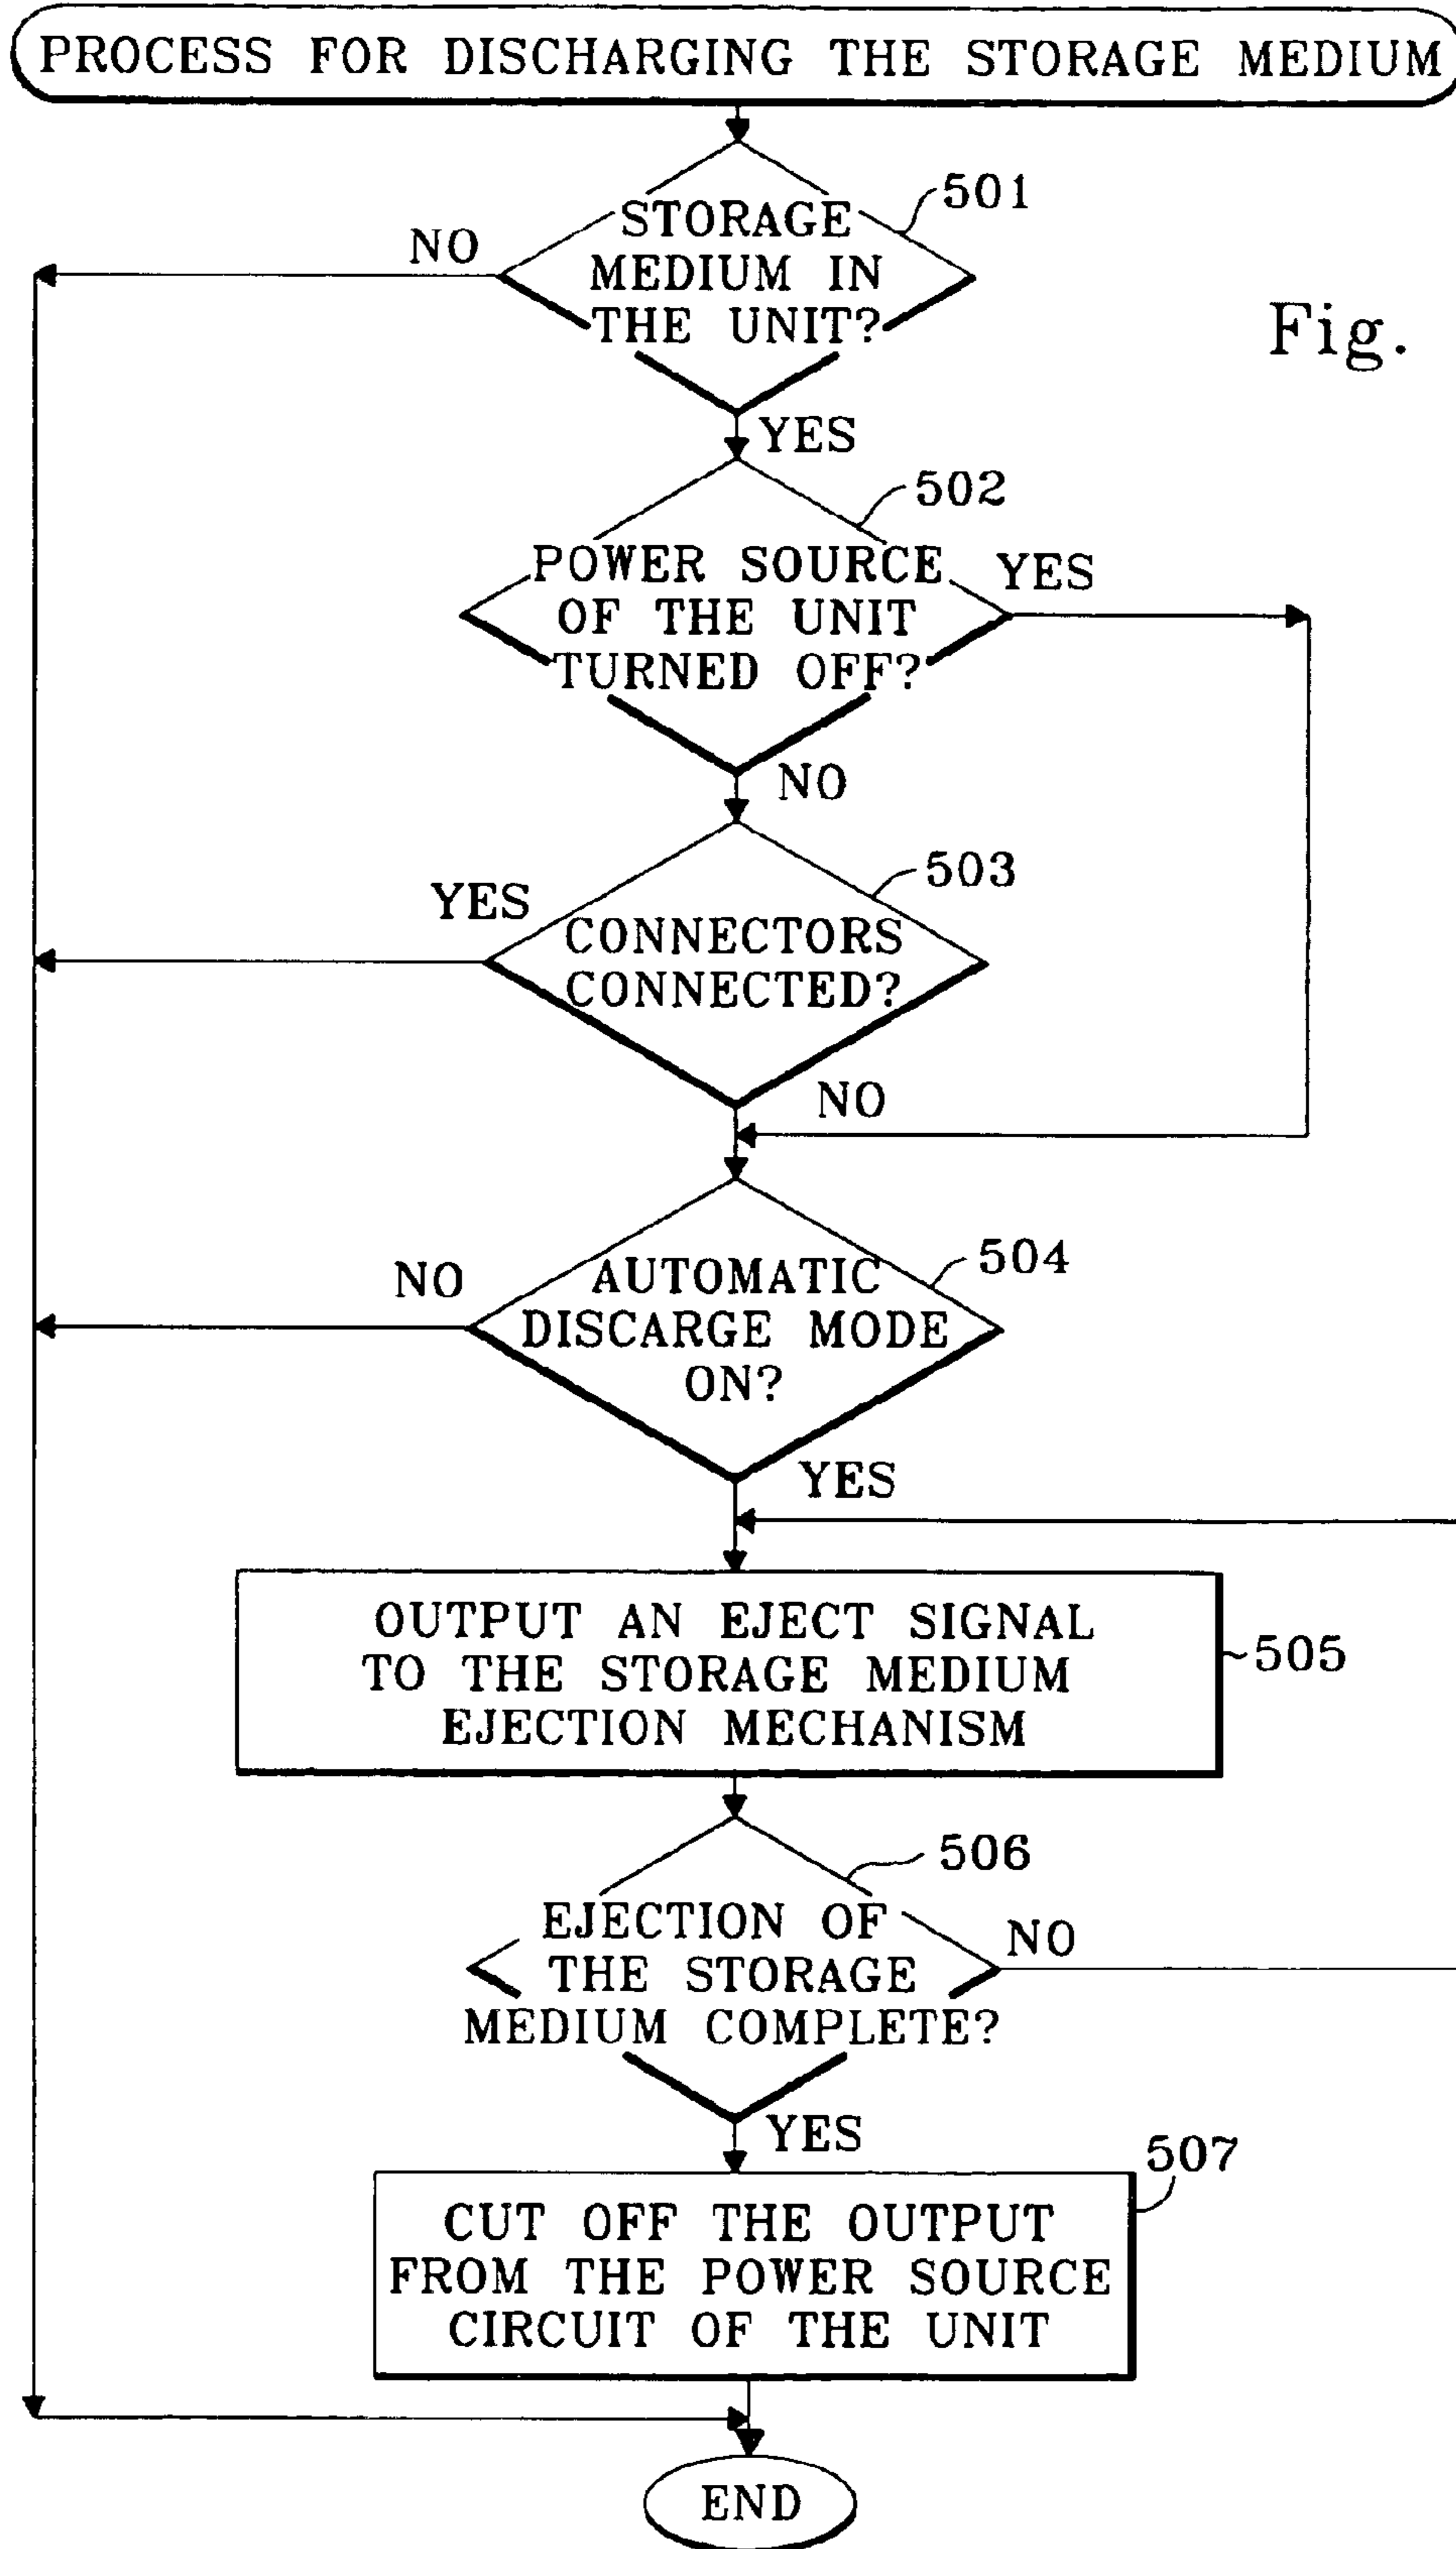 PROCESS FOR DISCHARGING THE STORAGE MEDIUM
501
STORAGE
MEDIUM IN
THE UNIT?
NO
Fig.
YES
502
POWER SOURCE
OF THE UNIT
TURNED OFF?
YES
NO
503
YES
CONNECTORS
CONNECTED?
NO
504
NO
AUTOMATIC
DISCARGE MODE
ON?
YES
OUTPUT AN EJECT SIGNAL
TO THE STORAGE MEDIUM
EJECTION MECHANISM
505
506
EJECTION OF
THE STORAGE
MEDIUM COMPLETE?
NO
YES
507
CUT OFF THE OUTPUT
FROM THE POWER SOURCE
CIRCUIT OF THE UNIT
END